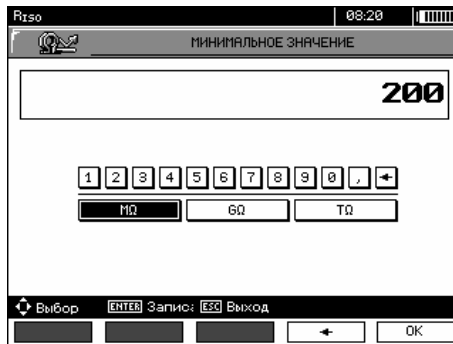 RISO 08:20
МИНИМАЛЬНОЕ ЗНАЧЕНИЕ
200
1 2 3 4 5 6 7 8 9 0 , ←
MΩ GΩ TΩ
Выбор ENTER Запись ESC Выход
← OK